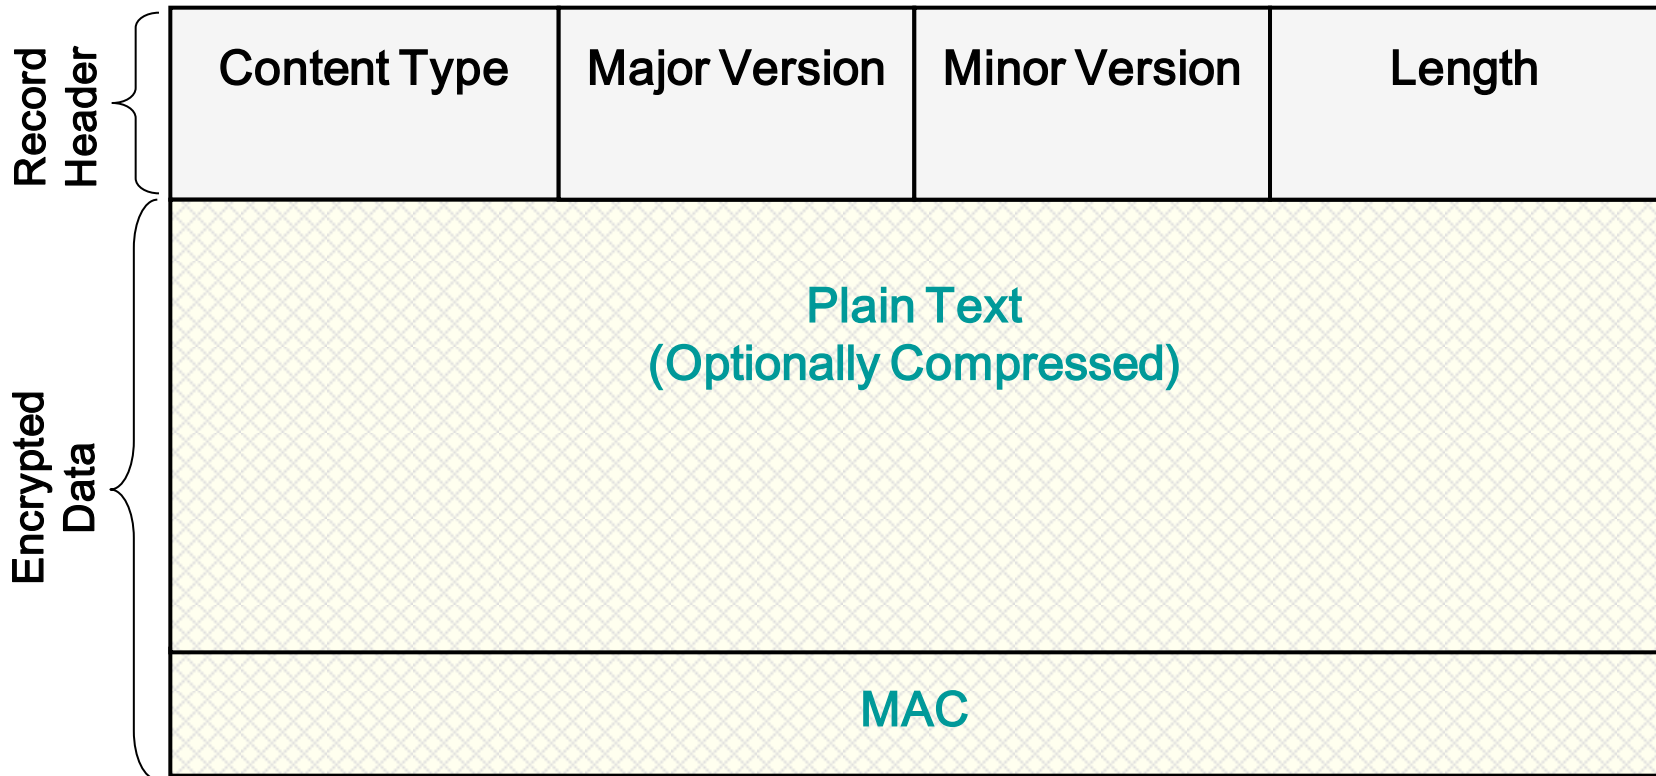 Record
Header
Content Type
Major Version
Minor Version
Length
Encrypted
Data
Plain Text
(Optionally Compressed)
MAC